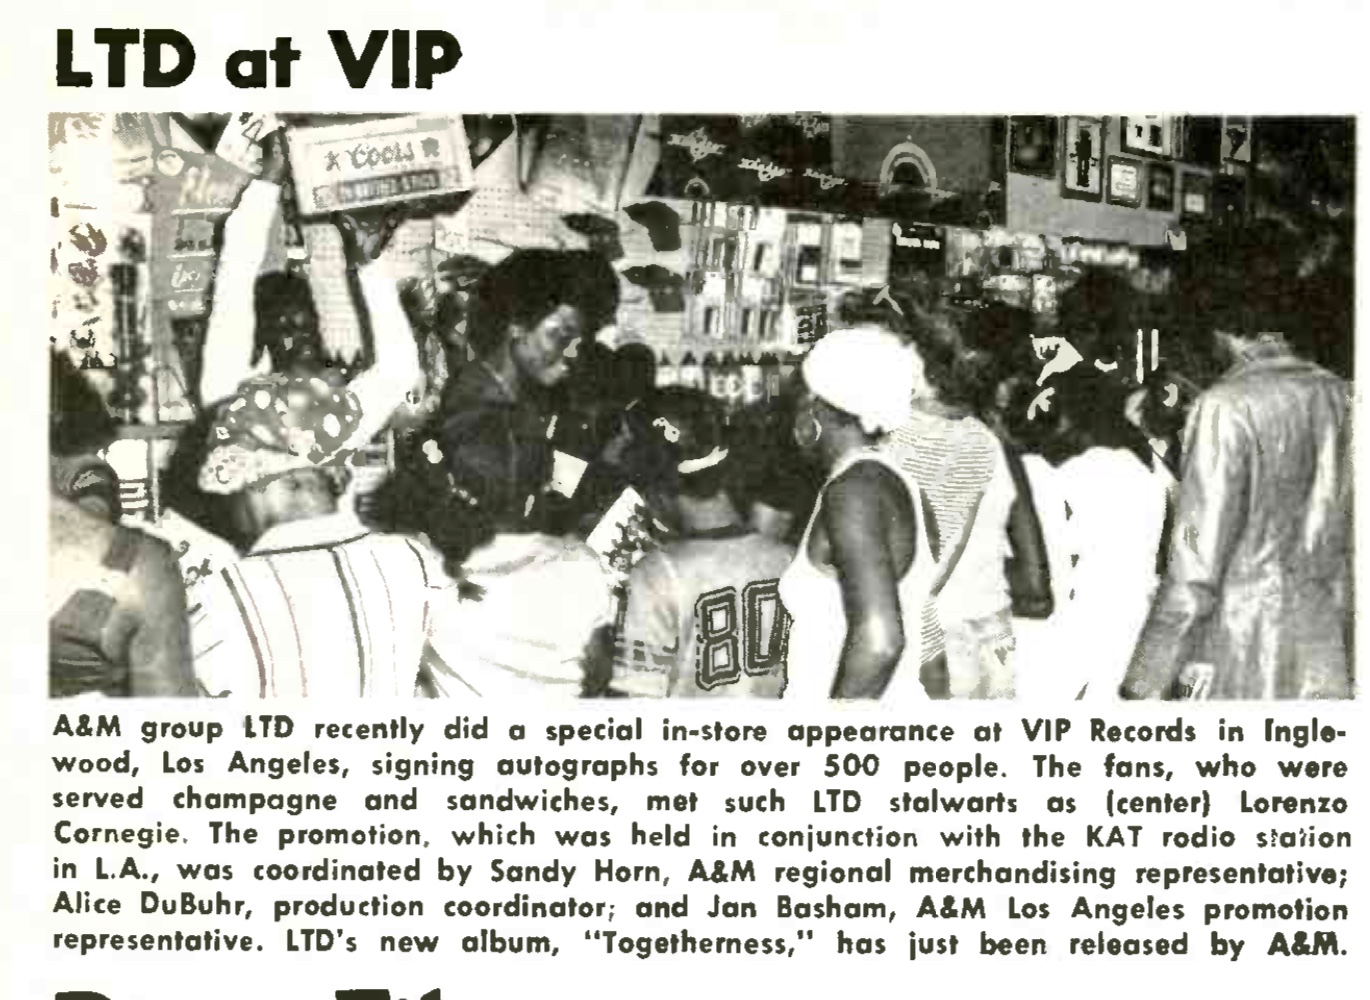 LTD at VIP
80
A&M group LTD recently did a special in-store appearance at VIP Records in Ingle-
wood, Los Angeles, signing autographs for over 500 people. The fans, who were
served champagne and sandwiches, met such LTD stalwarts as (center) Lorenzo
Cornegie. The promotion, which was held in conjunction with the KAT radio station
in L.A., was coordinated by Sandy Horn, A&M regional merchandising representative;
Alice DuBuhr, production coordinator; and Jan Basham, A&M Los Angeles promotion
representative. LTD's new album, "Togetherness," has just been released by A&M.